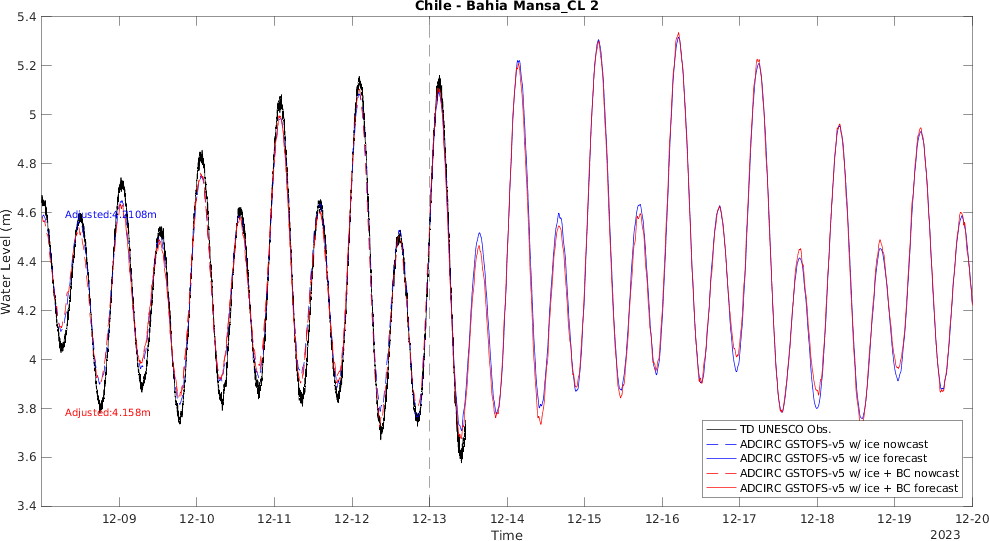 Chile - Bahia Mansa_CL 2
5.4
5.2
5
4.8
4.6
4.4
4.2
4
3.8
3.6
3.4
Water Level (m)
Adjusted:4.2108m
Adjusted:4.158m
TD UNESCO Obs.
ADCIRC GSTOFS-v5 w/ ice nowcast
ADCIRC GSTOFS-v5 w/ ice forecast
ADCIRC GSTOFS-v5 w/ ice + BC nowcast
ADCIRC GSTOFS-v5 w/ ice + BC forecast
12-09 12-10 12-11 12-12 12-13 12-14 12-15 12-16 12-17 12-18 12-19 12-20
Time
2023